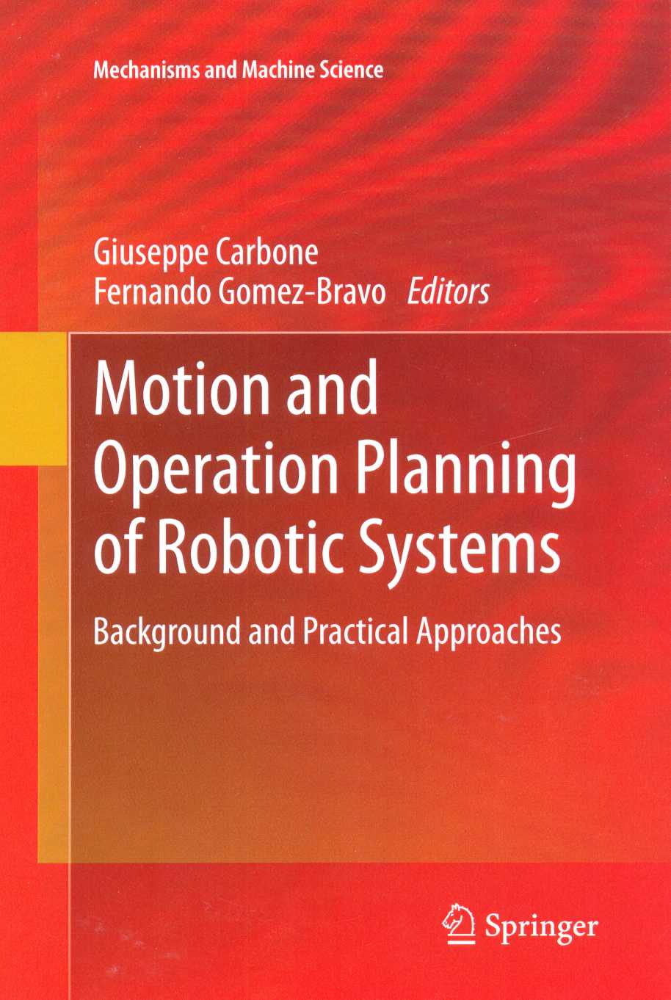 Mechanisms and Machine Science
Giuseppe Carbone
Fernando Gomez-Bravo Editors
Motion and
Operation Planning
of Robotic Systems
Background and Practical Approaches
Springer